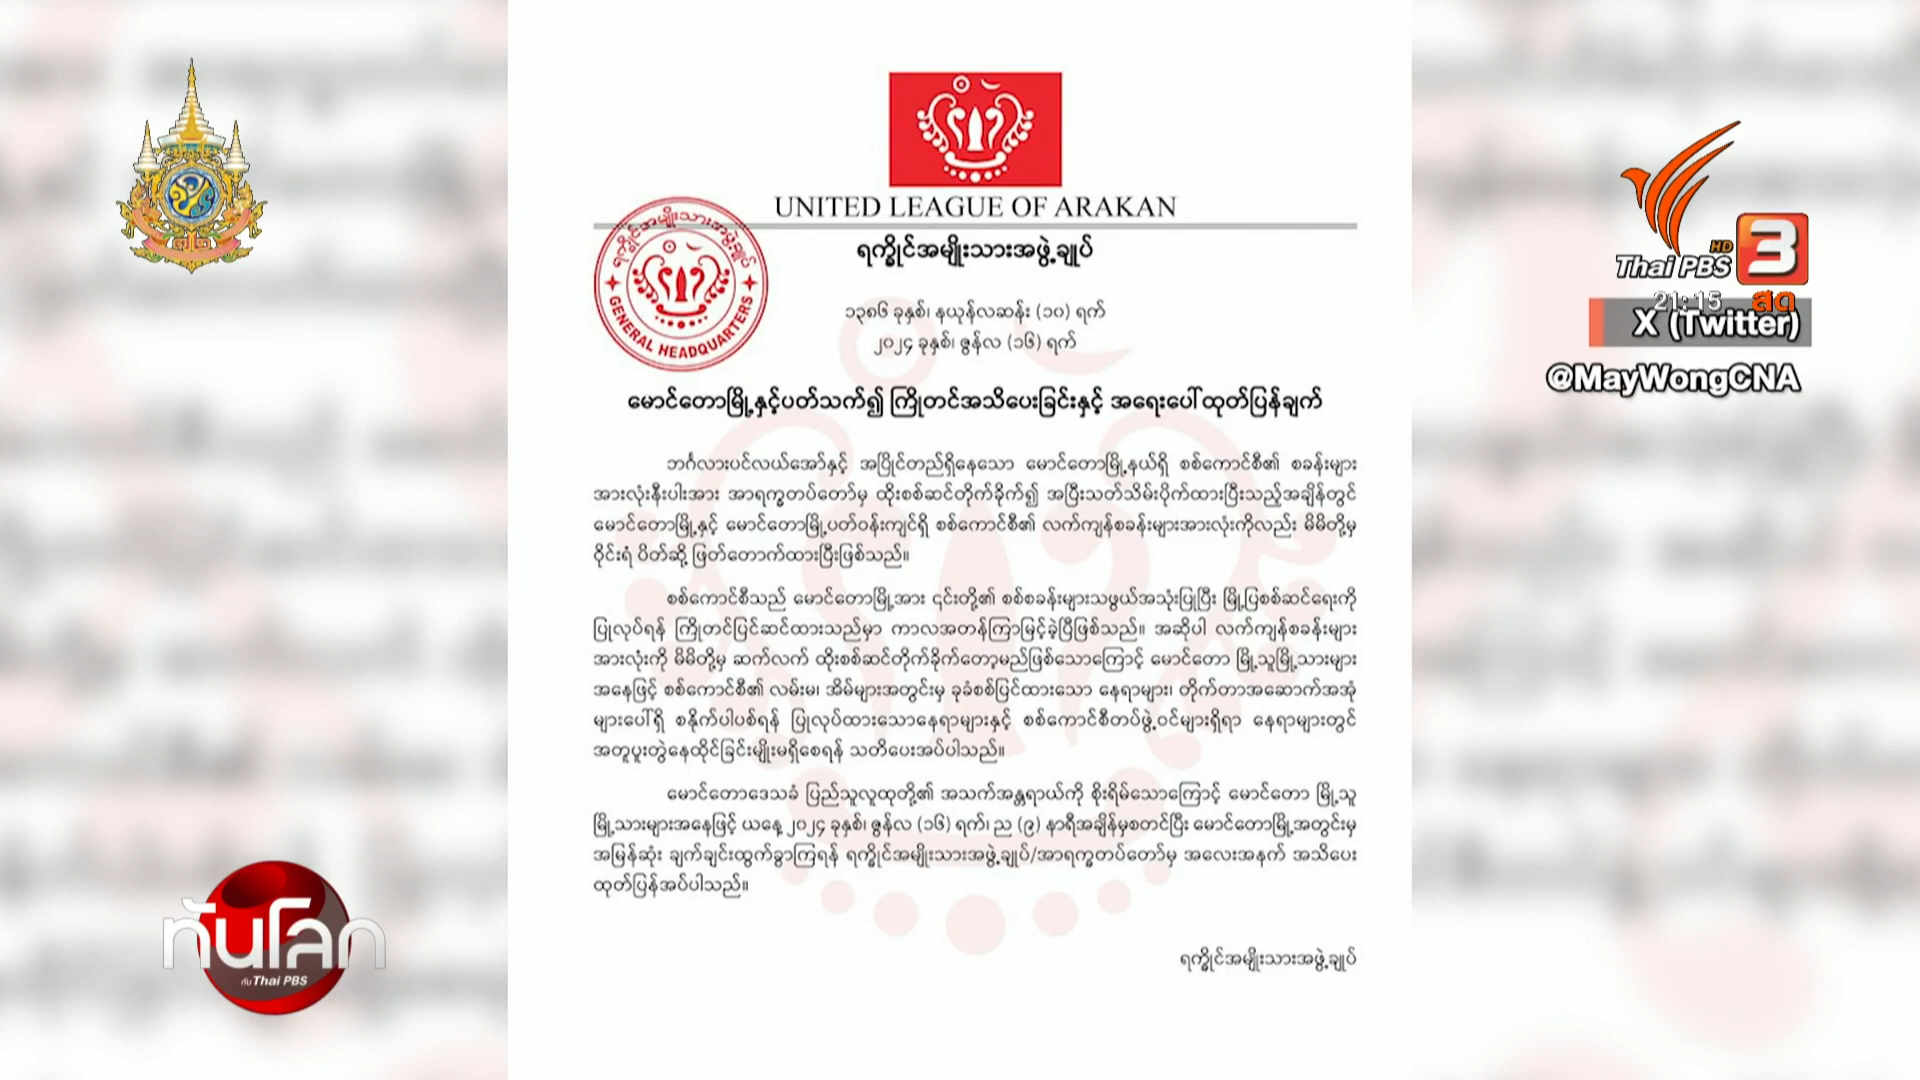 UNITED LEAGUE OF ARAKAN
ရက္ခိုင်အမျိုးသားအဖွဲ့ချုပ်
GENERAL HEADQUARTERS
ရက္ခိုင်အမျိုးသားအဖွဲ့ချုပ်
၁၃၈၆ ခုနှစ်၊ နယုန်လဆန်း (၁၀) ရက်
၂၀၂၄ ခုနှစ်၊ ဇွန်လ (၁၆) ရက်
မောင်တောမြို့နှင့်ပတ်သက်၍ ကြိုတင်အသိပေးခြင်းနှင့် အရေးပေါ်ထုတ်ပြန်ချက်
ဘင်္ဂလားပင်လယ်အော်နှင့် အပြိုင်တည်ရှိနေသော မောင်တောမြို့နယ်ရှိ စစ်ကောင်စီ၏ စခန်းများ
အားလုံးနီးပါးအား အာရက္ခတပ်တော်မှ ထိုးစစ်ဆင်တိုက်ခိုက်၍ အပြီးသတ်သိမ်းပိုက်ထားပြီးသည့်အချိန်တွင်
မောင်တောမြို့နှင့် မောင်တောမြို့ပတ်ဝန်းကျင်ရှိ စစ်ကောင်စီ၏ လက်ကျန်စခန်းများအားလုံးကိုလည်း မိမိတို့မှ
ဝိုင်းရံ ပိတ်ဆို့ ဖြတ်တောက်ထားပြီးဖြစ်သည်။
စစ်ကောင်စီသည် မောင်တောမြို့အား ၎င်းတို့၏ စစ်စခန်းများသဖွယ်အသုံးပြုပြီး မြို့ပြစစ်ဆင်ရေးကို
ပြုလုပ်ရန် ကြိုတင်ပြင်ဆင်ထားသည်မှာ ကာလအတန်ကြာမြင့်ခဲ့ပြီဖြစ်သည်။ အဆိုပါ လက်ကျန်စခန်းများ
အားလုံးကို မိမိတို့မှ ဆက်လက် ထိုးစစ်ဆင်တိုက်ခိုက်တော့မည်ဖြစ်သောကြောင့် မောင်တော မြို့သူမြို့သားများ
အနေဖြင့် စစ်ကောင်စီ၏ လမ်းမ၊ အိမ်များအတွင်းမှ ခုခံစစ်ပြင်ထားသော နေရာများ၊ တိုက်တာအဆောက်အအုံ
များပေါ်ရှိ စနိုက်ပါပစ်ရန် ပြုလုပ်ထားသောနေရာများနှင့် စစ်ကောင်စီတပ်ဖွဲ့ဝင်များရှိရာ နေရာများတွင်
အတူပူးတွဲနေထိုင်ခြင်းမျိုးမရှိစေရန် သတိပေးအပ်ပါသည်။
မောင်တောဒေသခံ ပြည်သူလူထုတို့၏ အသက်အန္တရာယ်ကို စိုးရိမ်သောကြောင့် မောင်တော မြို့သူ
မြို့သားများအနေဖြင့် ယနေ့ ၂၀၂၄ ခုနှစ်၊ ဇွန်လ (၁၆) ရက်၊ ည (၉) နာရီအချိန်မှစတင်ပြီး မောင်တောမြို့အတွင်းမှ
အမြန်ဆုံး ချက်ချင်းထွက်ခွာကြရန် ရက္ခိုင်အမျိုးသားအဖွဲ့ချုပ်/အာရက္ခတပ်တော်မှ အလေးအနက် အသိပေး
ထုတ်ပြန်အပ်ပါသည်။
ရက္ခိုင်အမျိုးသားအဖွဲ့ချုပ်
Thai PBS HD 3
21:15 สด
X (Twitter)
@MayWongCNA
ทันโลก
กับ Thai PBS